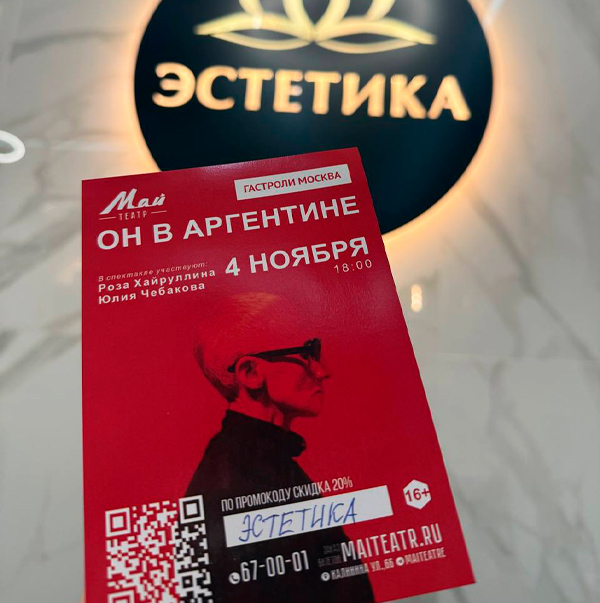 ЭСТЕТИКА
Май
ТЕАТР
ГАСТРОЛИ МОСКВА
ОН В АРГЕНТИНЕ
В спектакле участвуют:
Роза Хайруллина
Юлия Чебакова
4 НОЯБРЯ
18:00
ПО ПРОМОКОДУ СКИДКА 20%
ЭСТЕТИКА
16+
67-00-01
MAITEATR.RU
КАЛИНИНА УЛ.,66
MAITEATRE